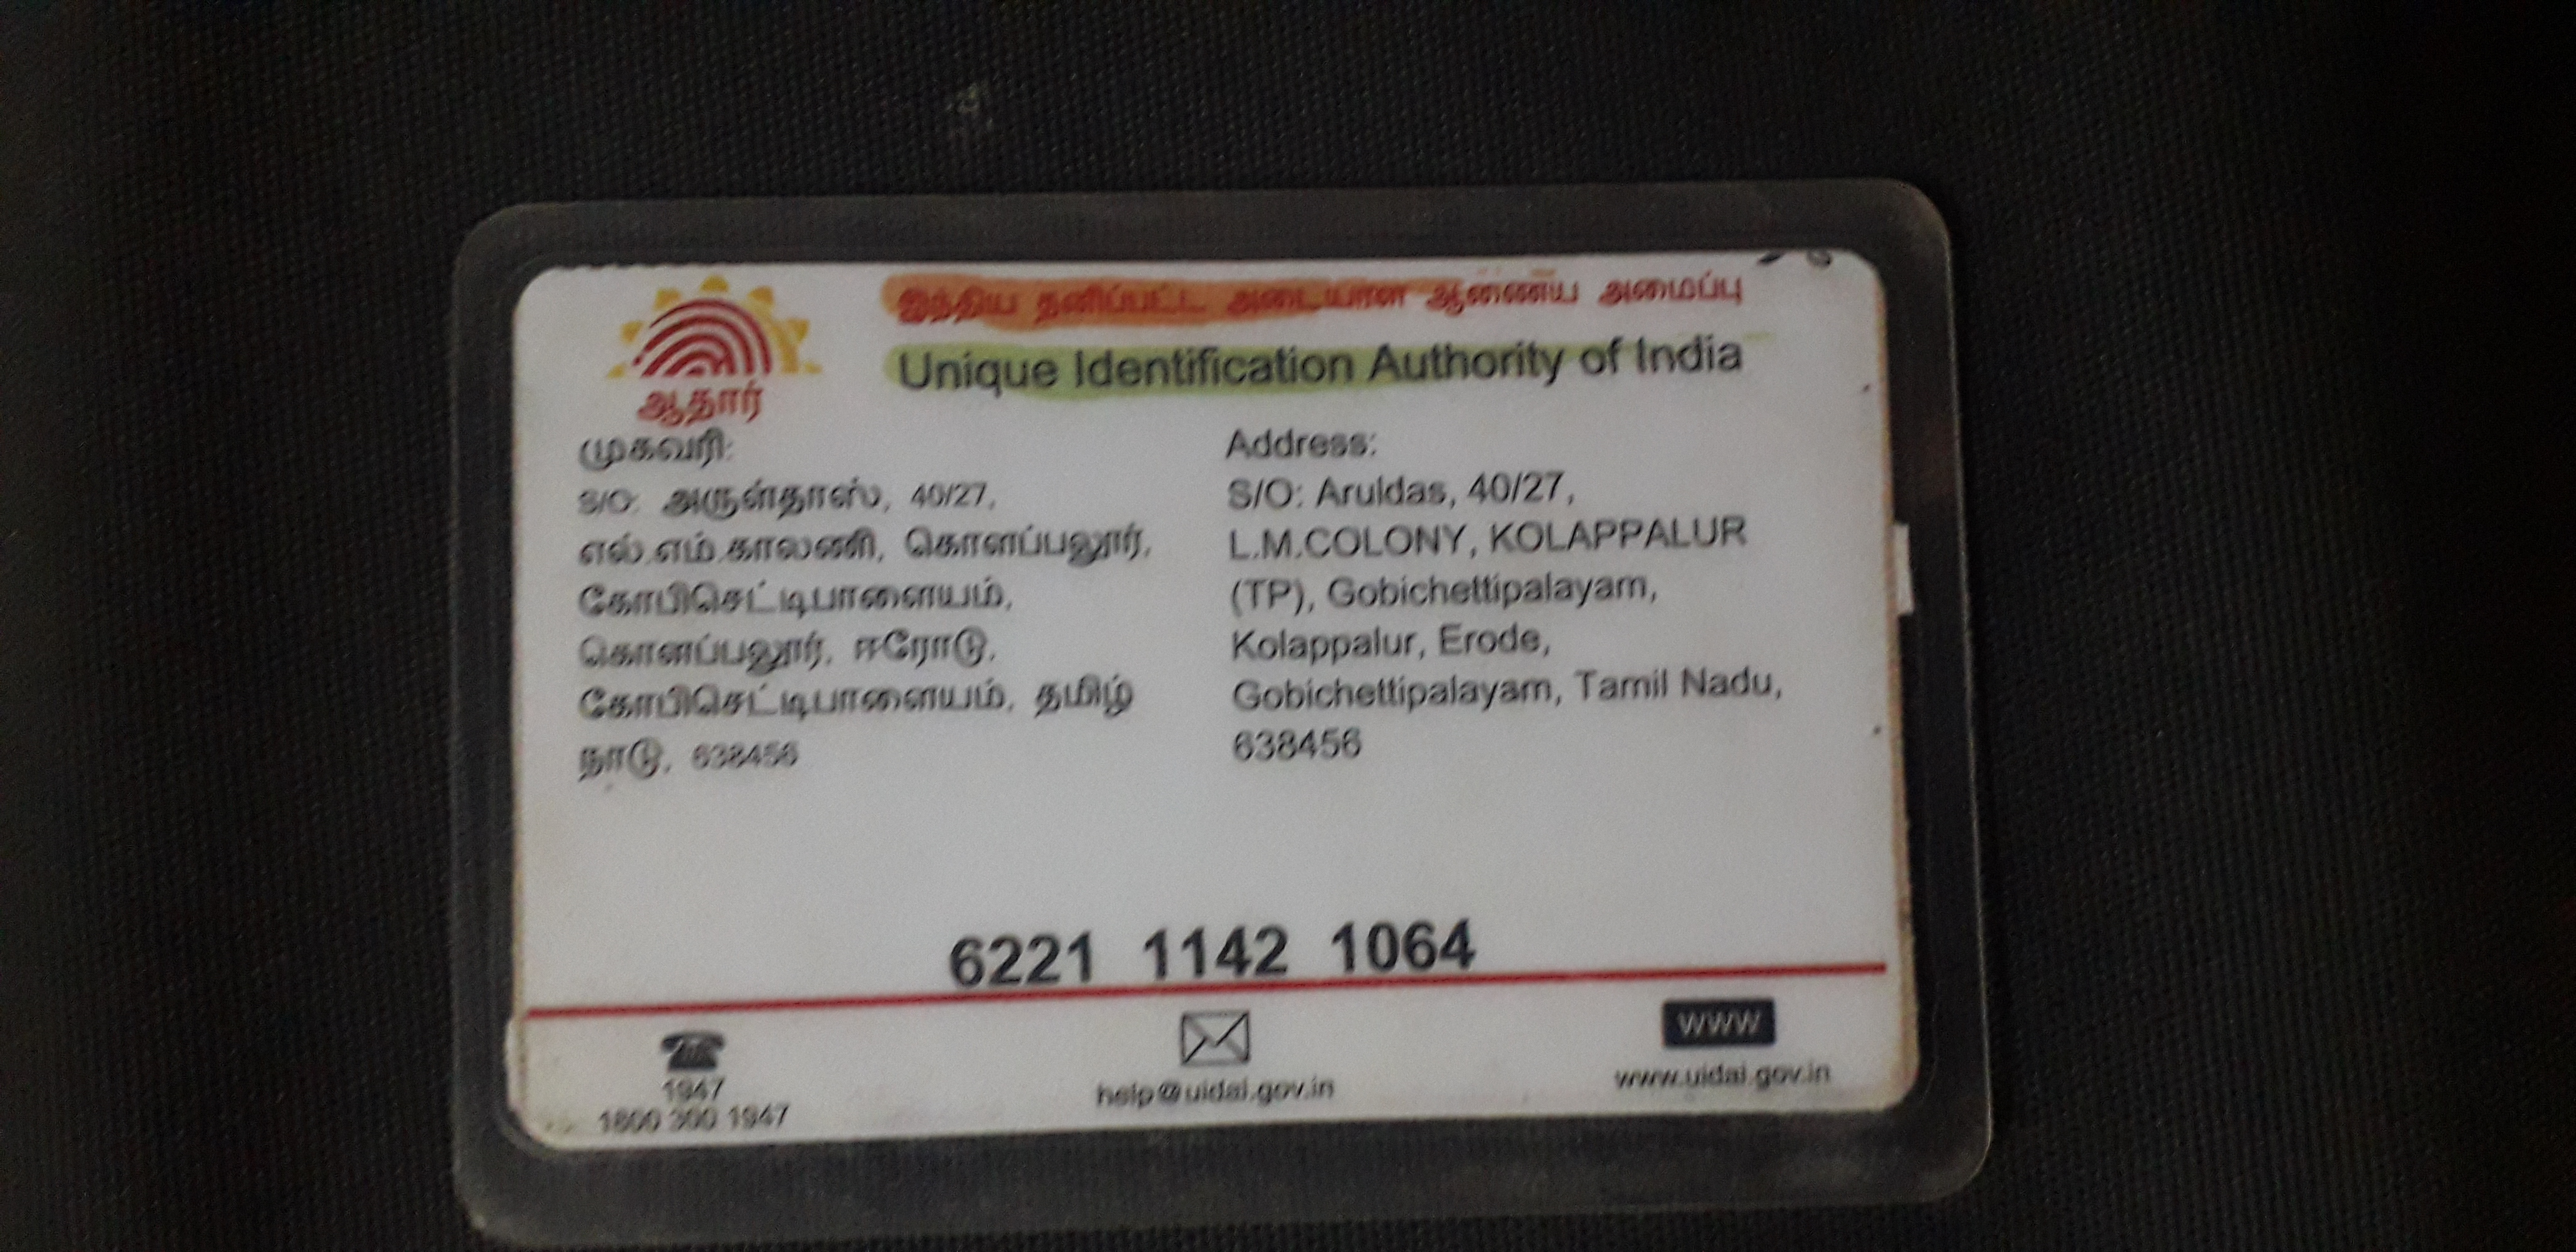 இந்திய தனிப்பட்ட அடையாள ஆணைய அமைப்பு
Unique Identification Authority of India
ஆதார்
முகவரி:
S/O: அருள்தாஸ், 40/27,
எல்.எம்.காலணி, கொளப்பலூர்,
கோபிசெட்டிபாளையம்,
கொளப்பலூர், ஈரோடு,
கோபிசெட்டிபாளையம், தமிழ்
நாடு, 638456
Address:
S/O: Aruldas, 40/27,
L.M.COLONY, KOLAPPALUR
(TP), Gobichettipalayam,
Kolappalur, Erode,
Gobichettipalayam, Tamil Nadu,
638456
6221 1142 1064
1947
1800 300 1947
help@uidai.gov.in
WWW
www.uidai.gov.in